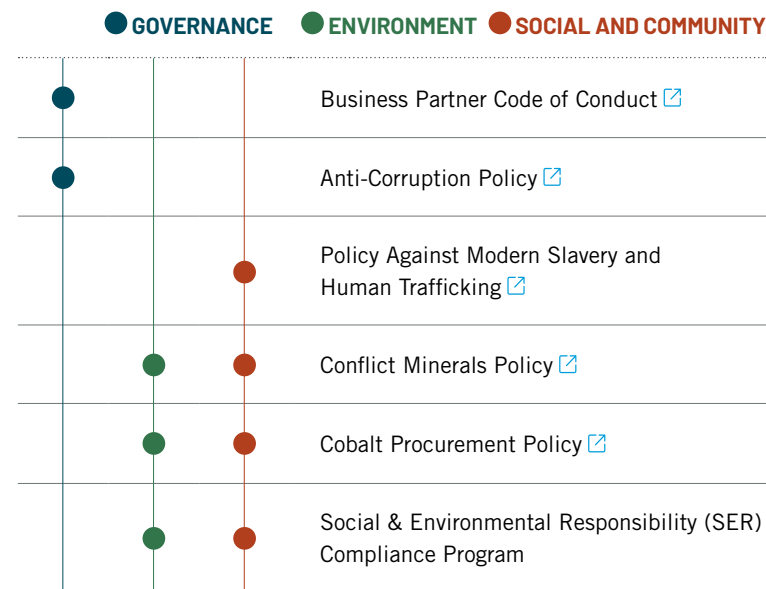 GOVERNANCE ENVIRONMENT SOCIAL AND COMMUNITY
Business Partner Code of Conduct
Anti-Corruption Policy
Policy Against Modern Slavery and
Human Trafficking
Conflict Minerals Policy
Cobalt Procurement Policy
Social & Environmental Responsibility (SER)
Compliance Program